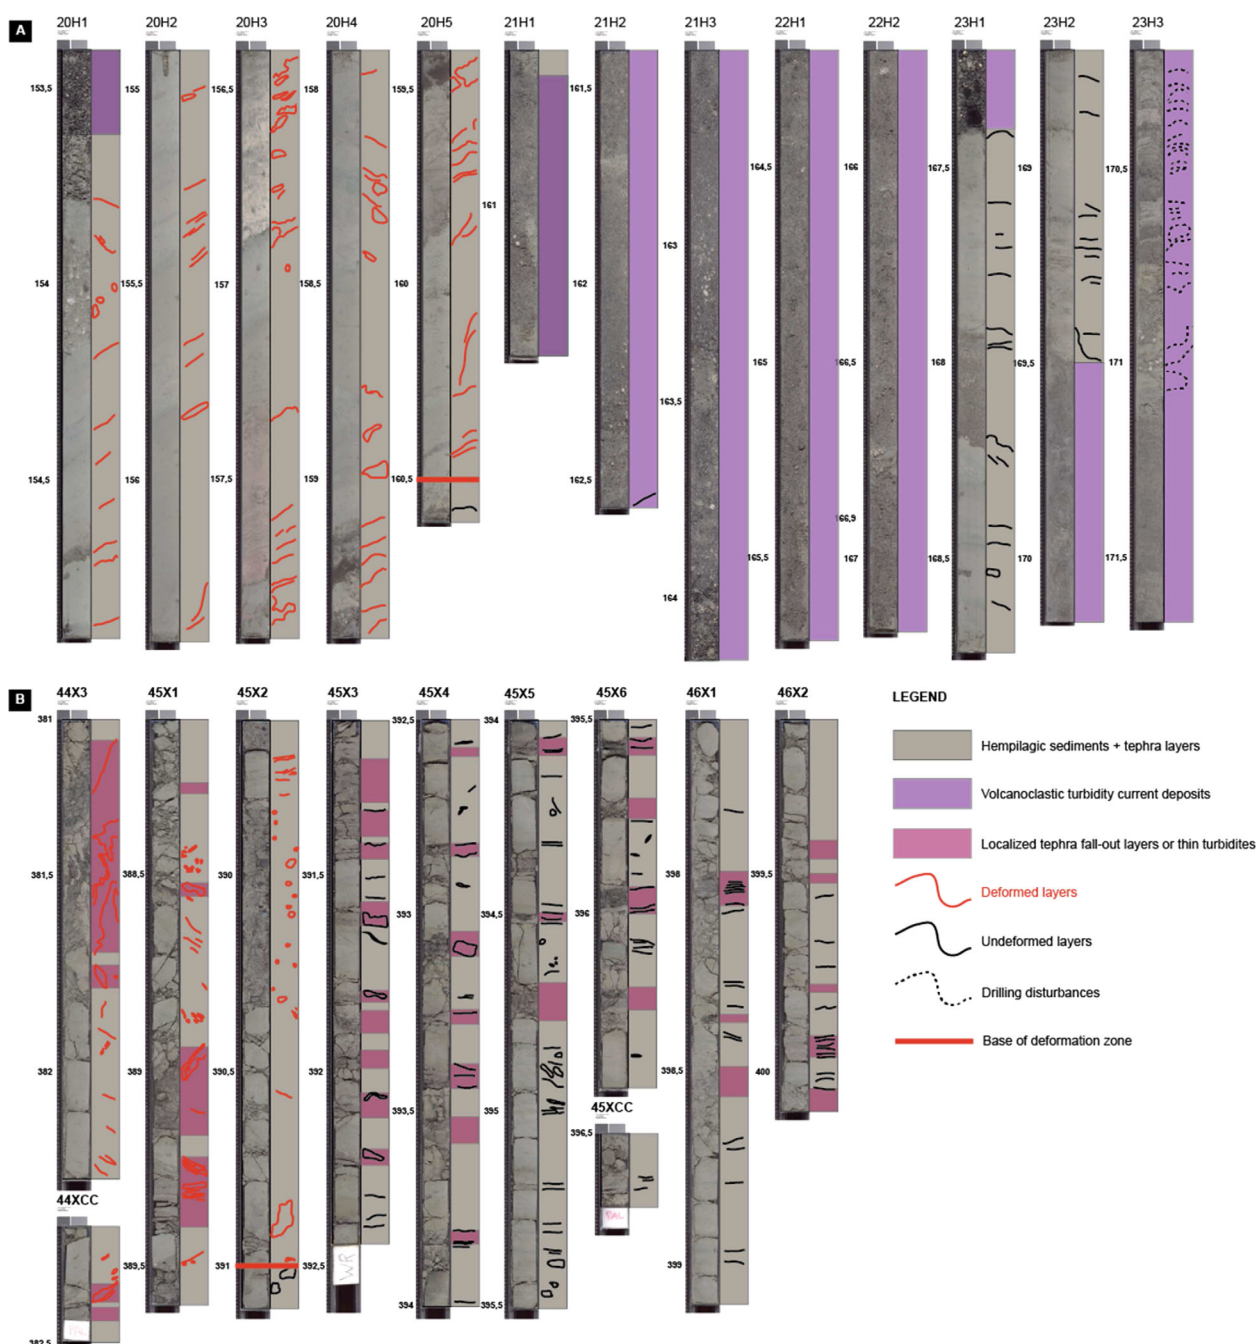 A
20H1 20H2 20H3 20H4 20H5 21H1 21H2 21H3 22H1 22H2 23H1 23H2 23H3
153,5 155 156,5 158 159,5 161,5
164,5 166 167,5 169 170,5
161
163
154 155,5 157 158,5 160 162
165 166,5 168 169,5 171
163,5
154,5 156 157,5 159 160,5 162,5
166,9
165,5 167 168,5 170 171,5
164
B
44X3 45X1 45X2 45X3 45X4 45X5 45X6 46X1 46X2
381 392,5 394 395,5
381,5 388,5 390 391,5 398 399,5
393 394,5 396
382 389 390,5 392 398,5 400
393,5 395
45XCC
396,5
44XCC
389,5 391 392,5 399
WR
394 395,5
382,5
LEGEND
Hempilagic sediments + tephra layers
Volcanoclastic turbidity current deposits
Localized tephra fall-out layers or thin turbidites
Deformed layers
Undeformed layers
Drilling disturbances
Base of deformation zone